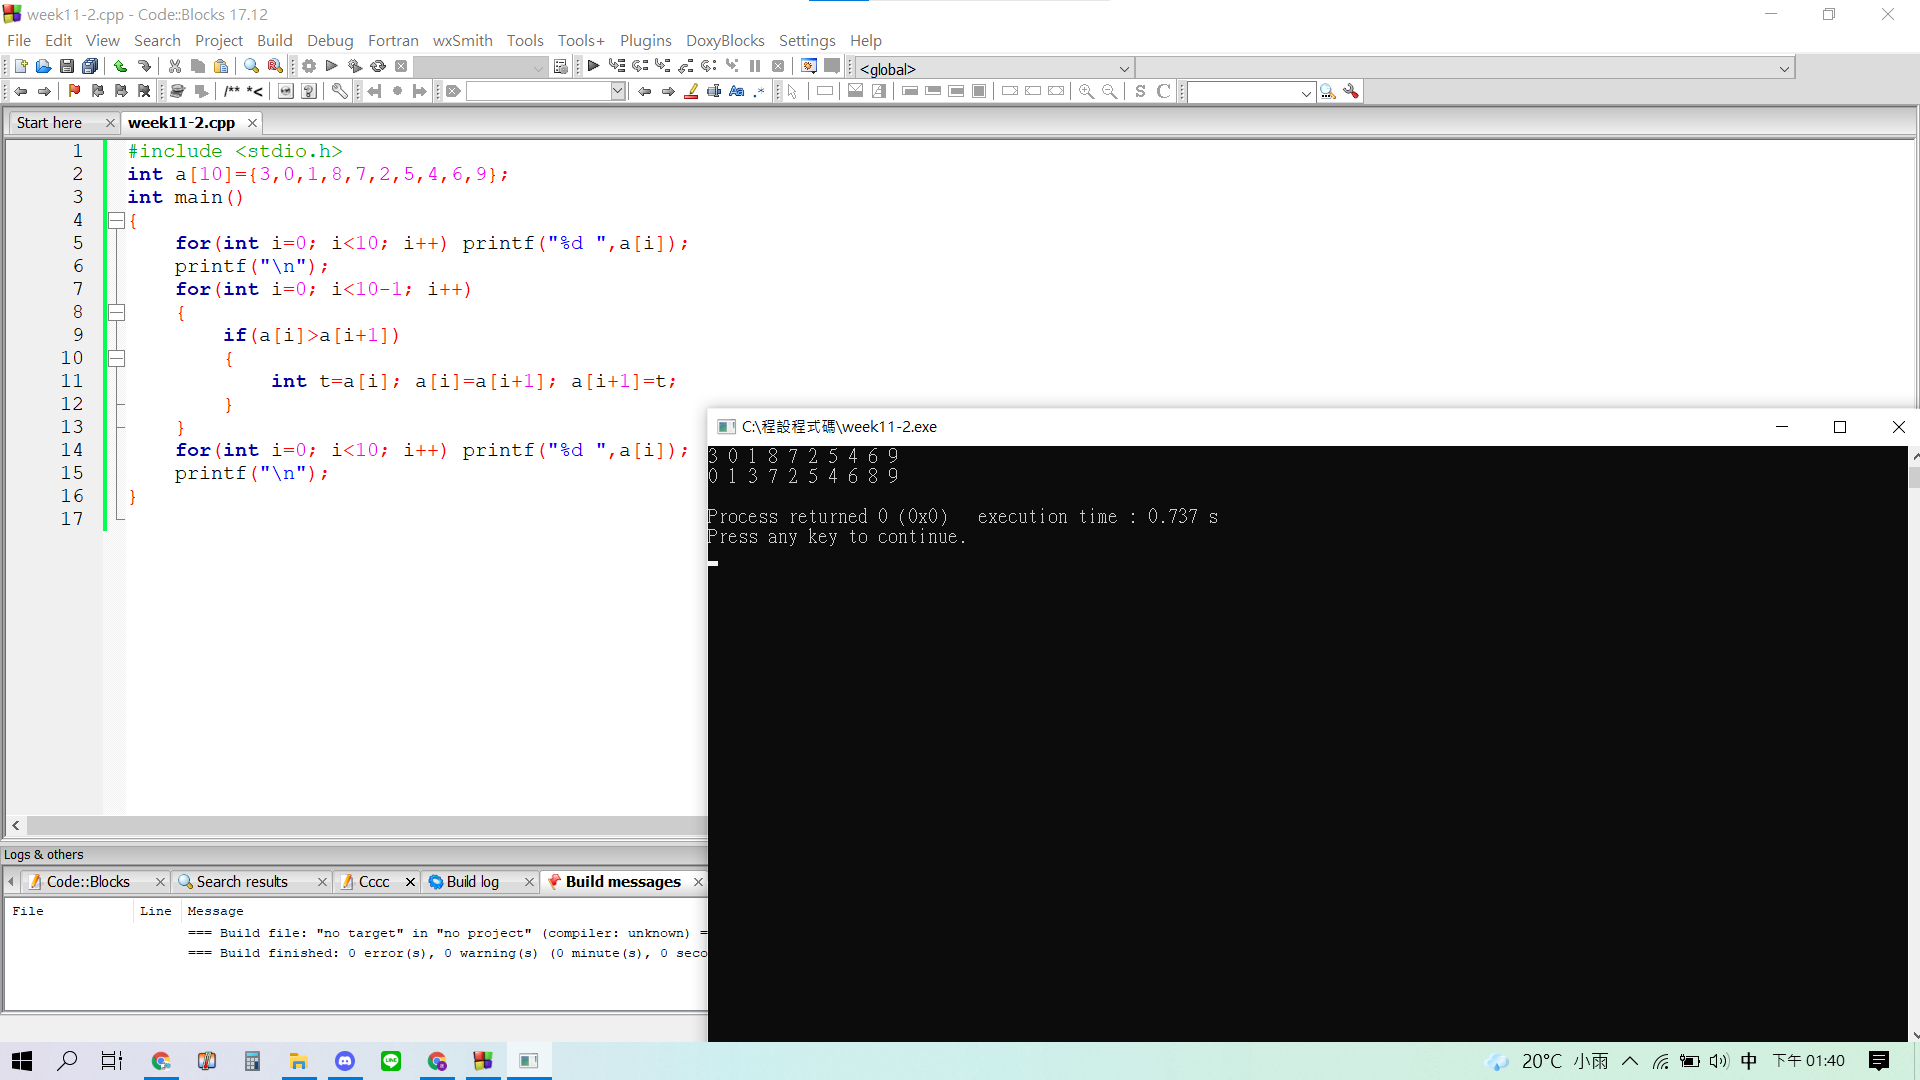 week11-2.cpp - Code::Blocks 17.12
File Edit View Search Project Build Debug Fortran wxSmith Tools Tools+ Plugins DoxyBlocks Settings Help
<global>
/** *<
S C
Start here week11-2.cpp
1 #include <stdio.h>
2 int a[10]={3,0,1,8,7,2,5,4,6,9};
3 int main()
4 {
5 for(int i=0; i<10; i++) printf("%d ",a[i]);
6 printf("\n");
7 for(int i=0; i<10-1; i++)
8 {
9 if(a[i]>a[i+1])
10 {
11 int t=a[i]; a[i]=a[i+1]; a[i+1]=t;
12 }
13 }
14 for(int i=0; i<10; i++) printf("%d ",a[i]);
15 printf("\n");
16 }
17
C:\程設程式碼\week11-2.exe
3 0 1 8 7 2 5 4 6 9
0 1 3 7 2 5 4 6 8 9
Process returned 0 (0x0) execution time : 0.737 s
Press any key to continue.
Logs & others
Code::Blocks Search results Cccc Build log Build messages
File Line Message
=== Build file: "no target" in "no project" (compiler: unknown) =
=== Build finished: 0 error(s), 0 warning(s) (0 minute(s), 0 seco
20°C 小雨 中 下午 01:40